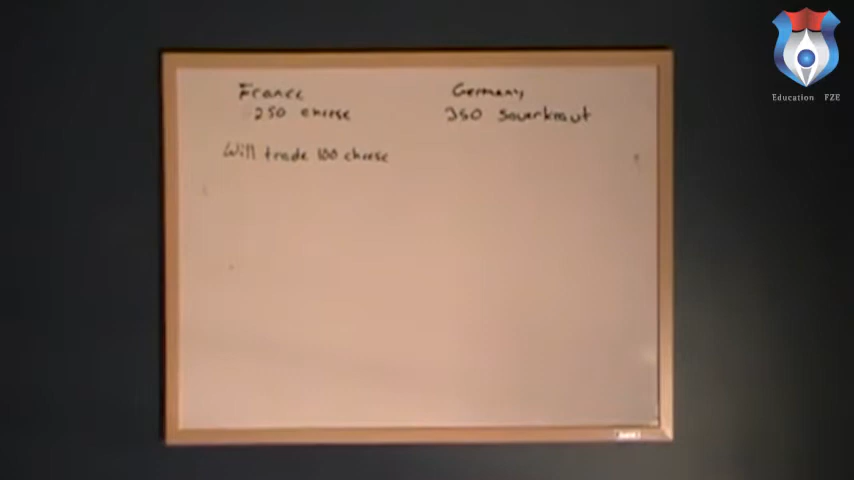 France
250 cheese
Germany
350 Sauerkraut
Will trade 100 cheese
Education FZE